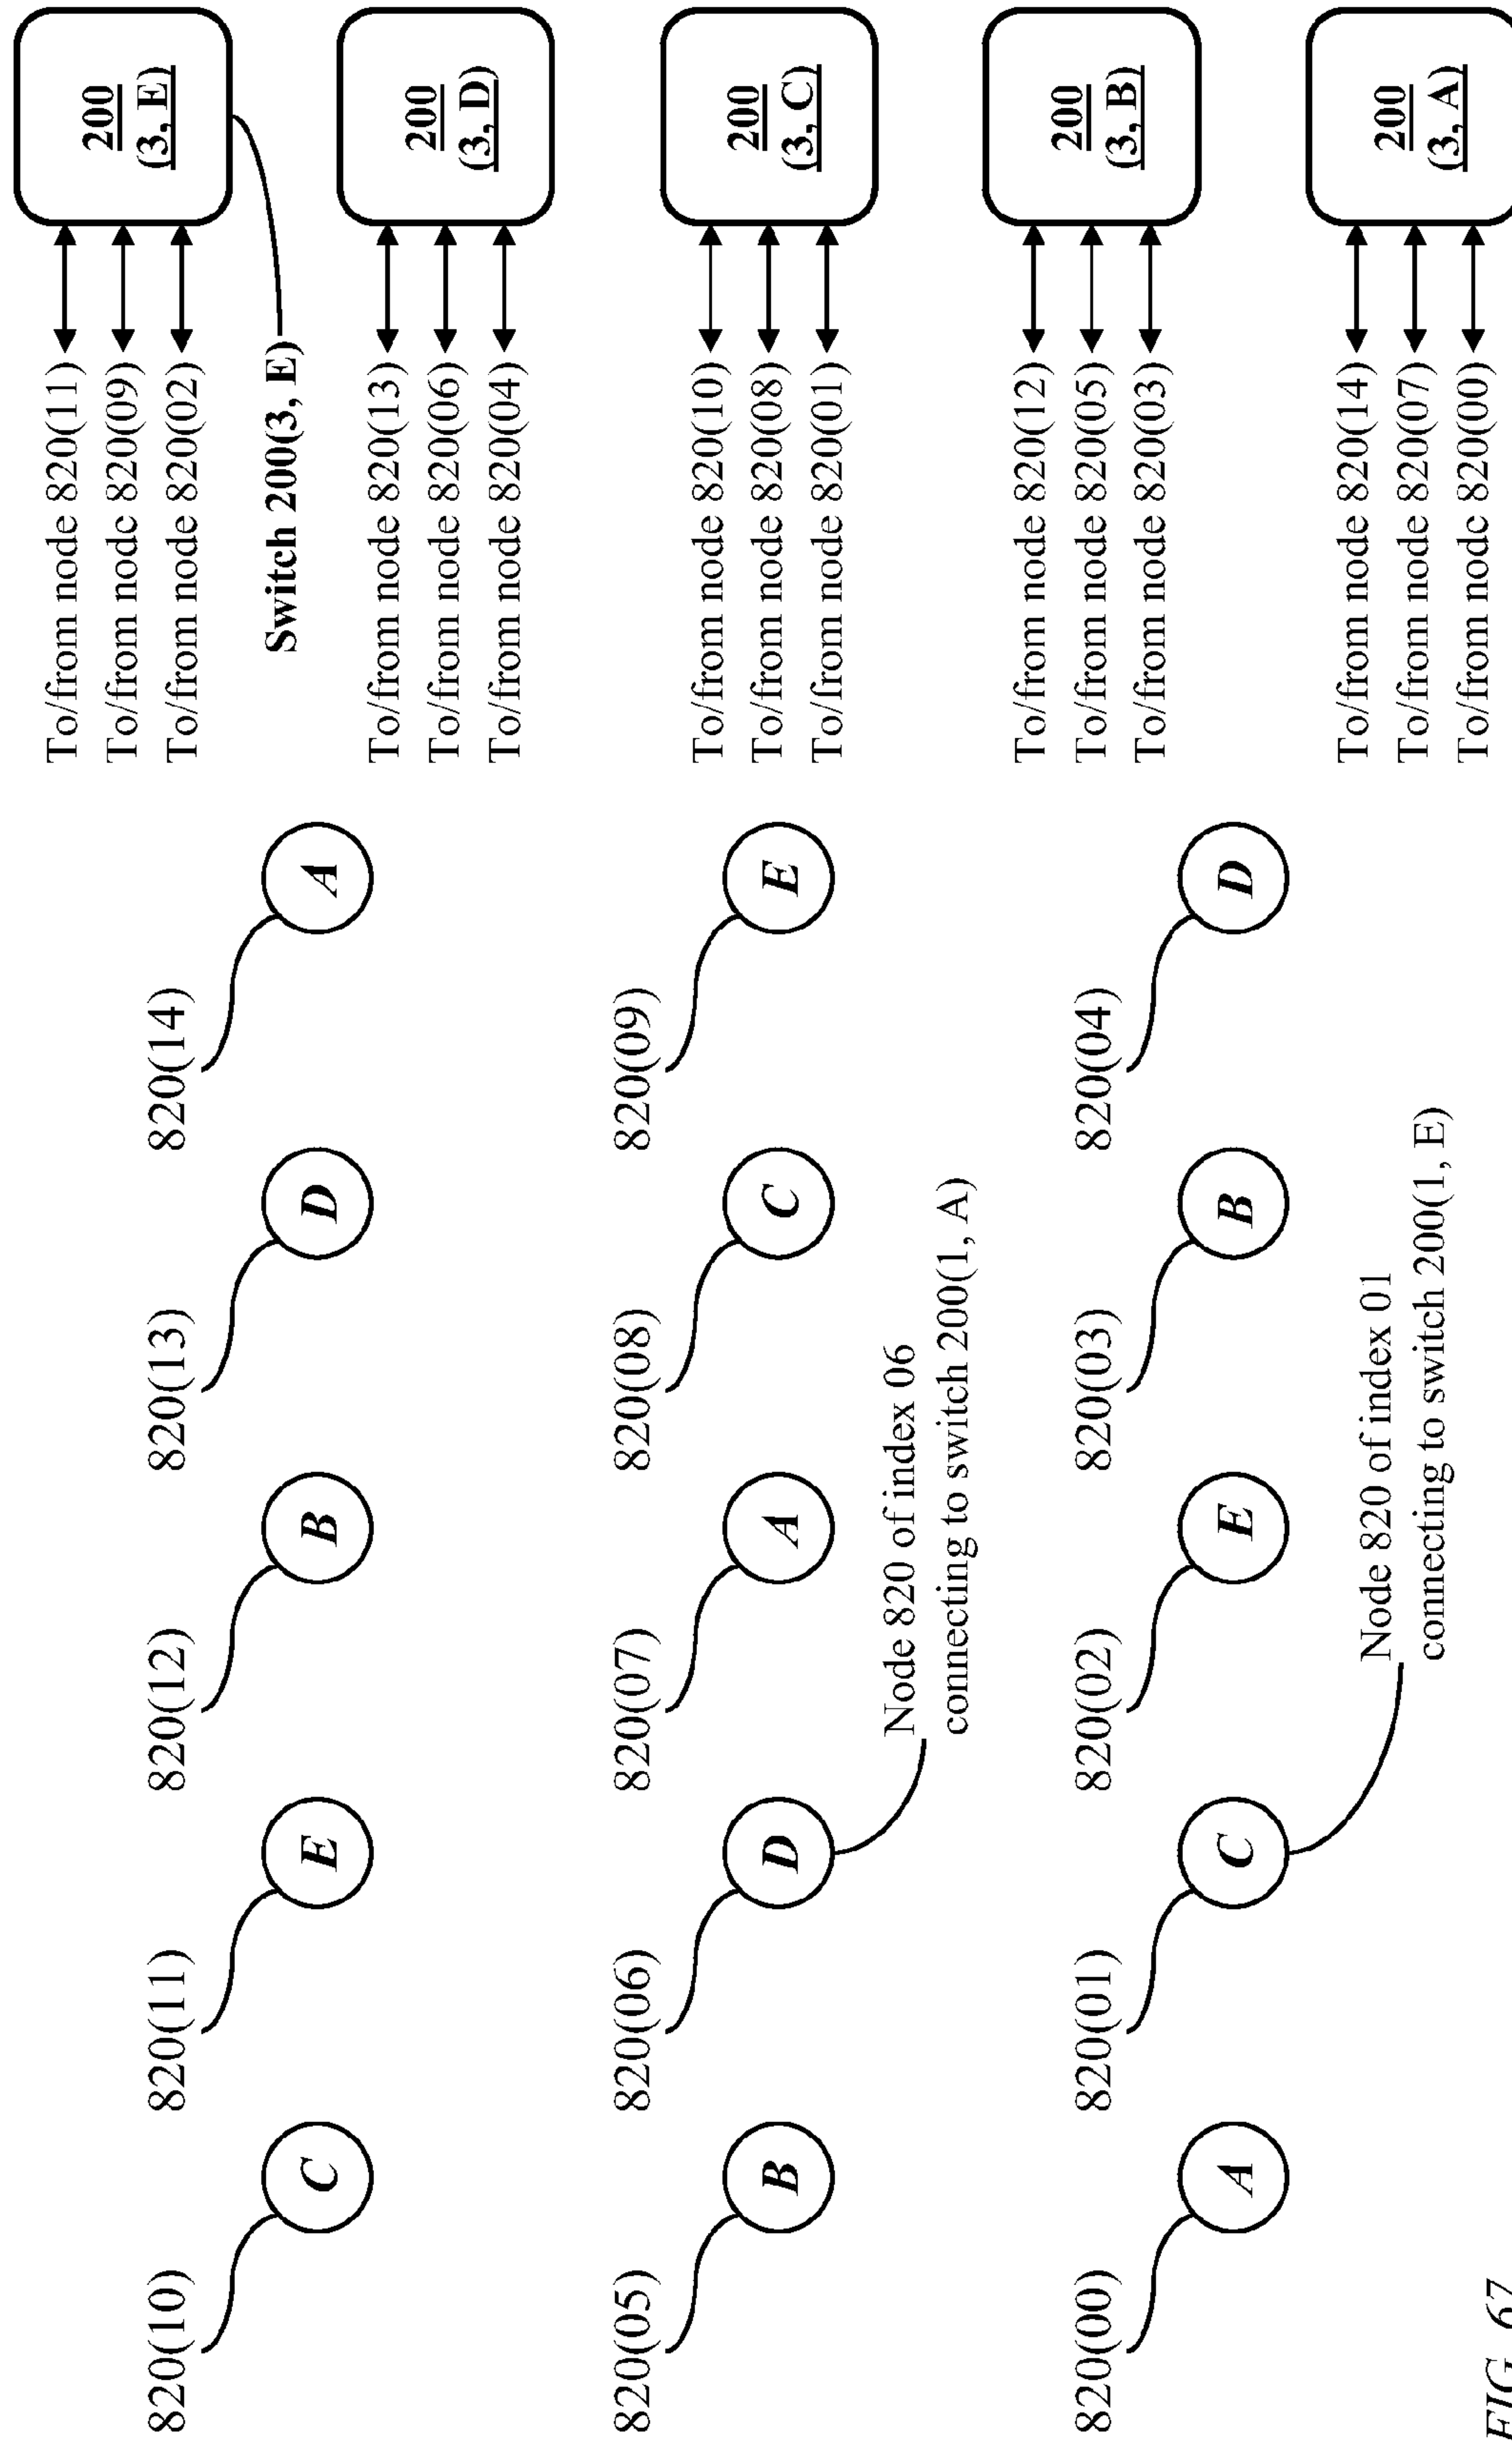 820(10)
820(11)
820(12)
820(13)
820(14)
C
E
B
D
A
820(05)
820(06)
820(07)
820(08)
820(09)
B
D
A
C
E
Node 820 of index 06
connecting to switch 200(1, A)
820(00)
820(01)
820(02)
820(03)
820(04)
A
C
E
B
D
Node 820 of index 01
connecting to switch 200(1, E)
To/from node 820(11)
To/from node 820(09)
To/from node 820(02)
200
(3, E)
Switch 200(3, E)
To/from node 820(13)
To/from node 820(06)
To/from node 820(04)
200
(3, D)
To/from node 820(10)
To/from node 820(08)
To/from node 820(01)
200
(3, C)
To/from node 820(12)
To/from node 820(05)
To/from node 820(03)
200
(3, B)
To/from node 820(14)
To/from node 820(07)
To/from node 820(00)
200
(3, A)
FIG. 67